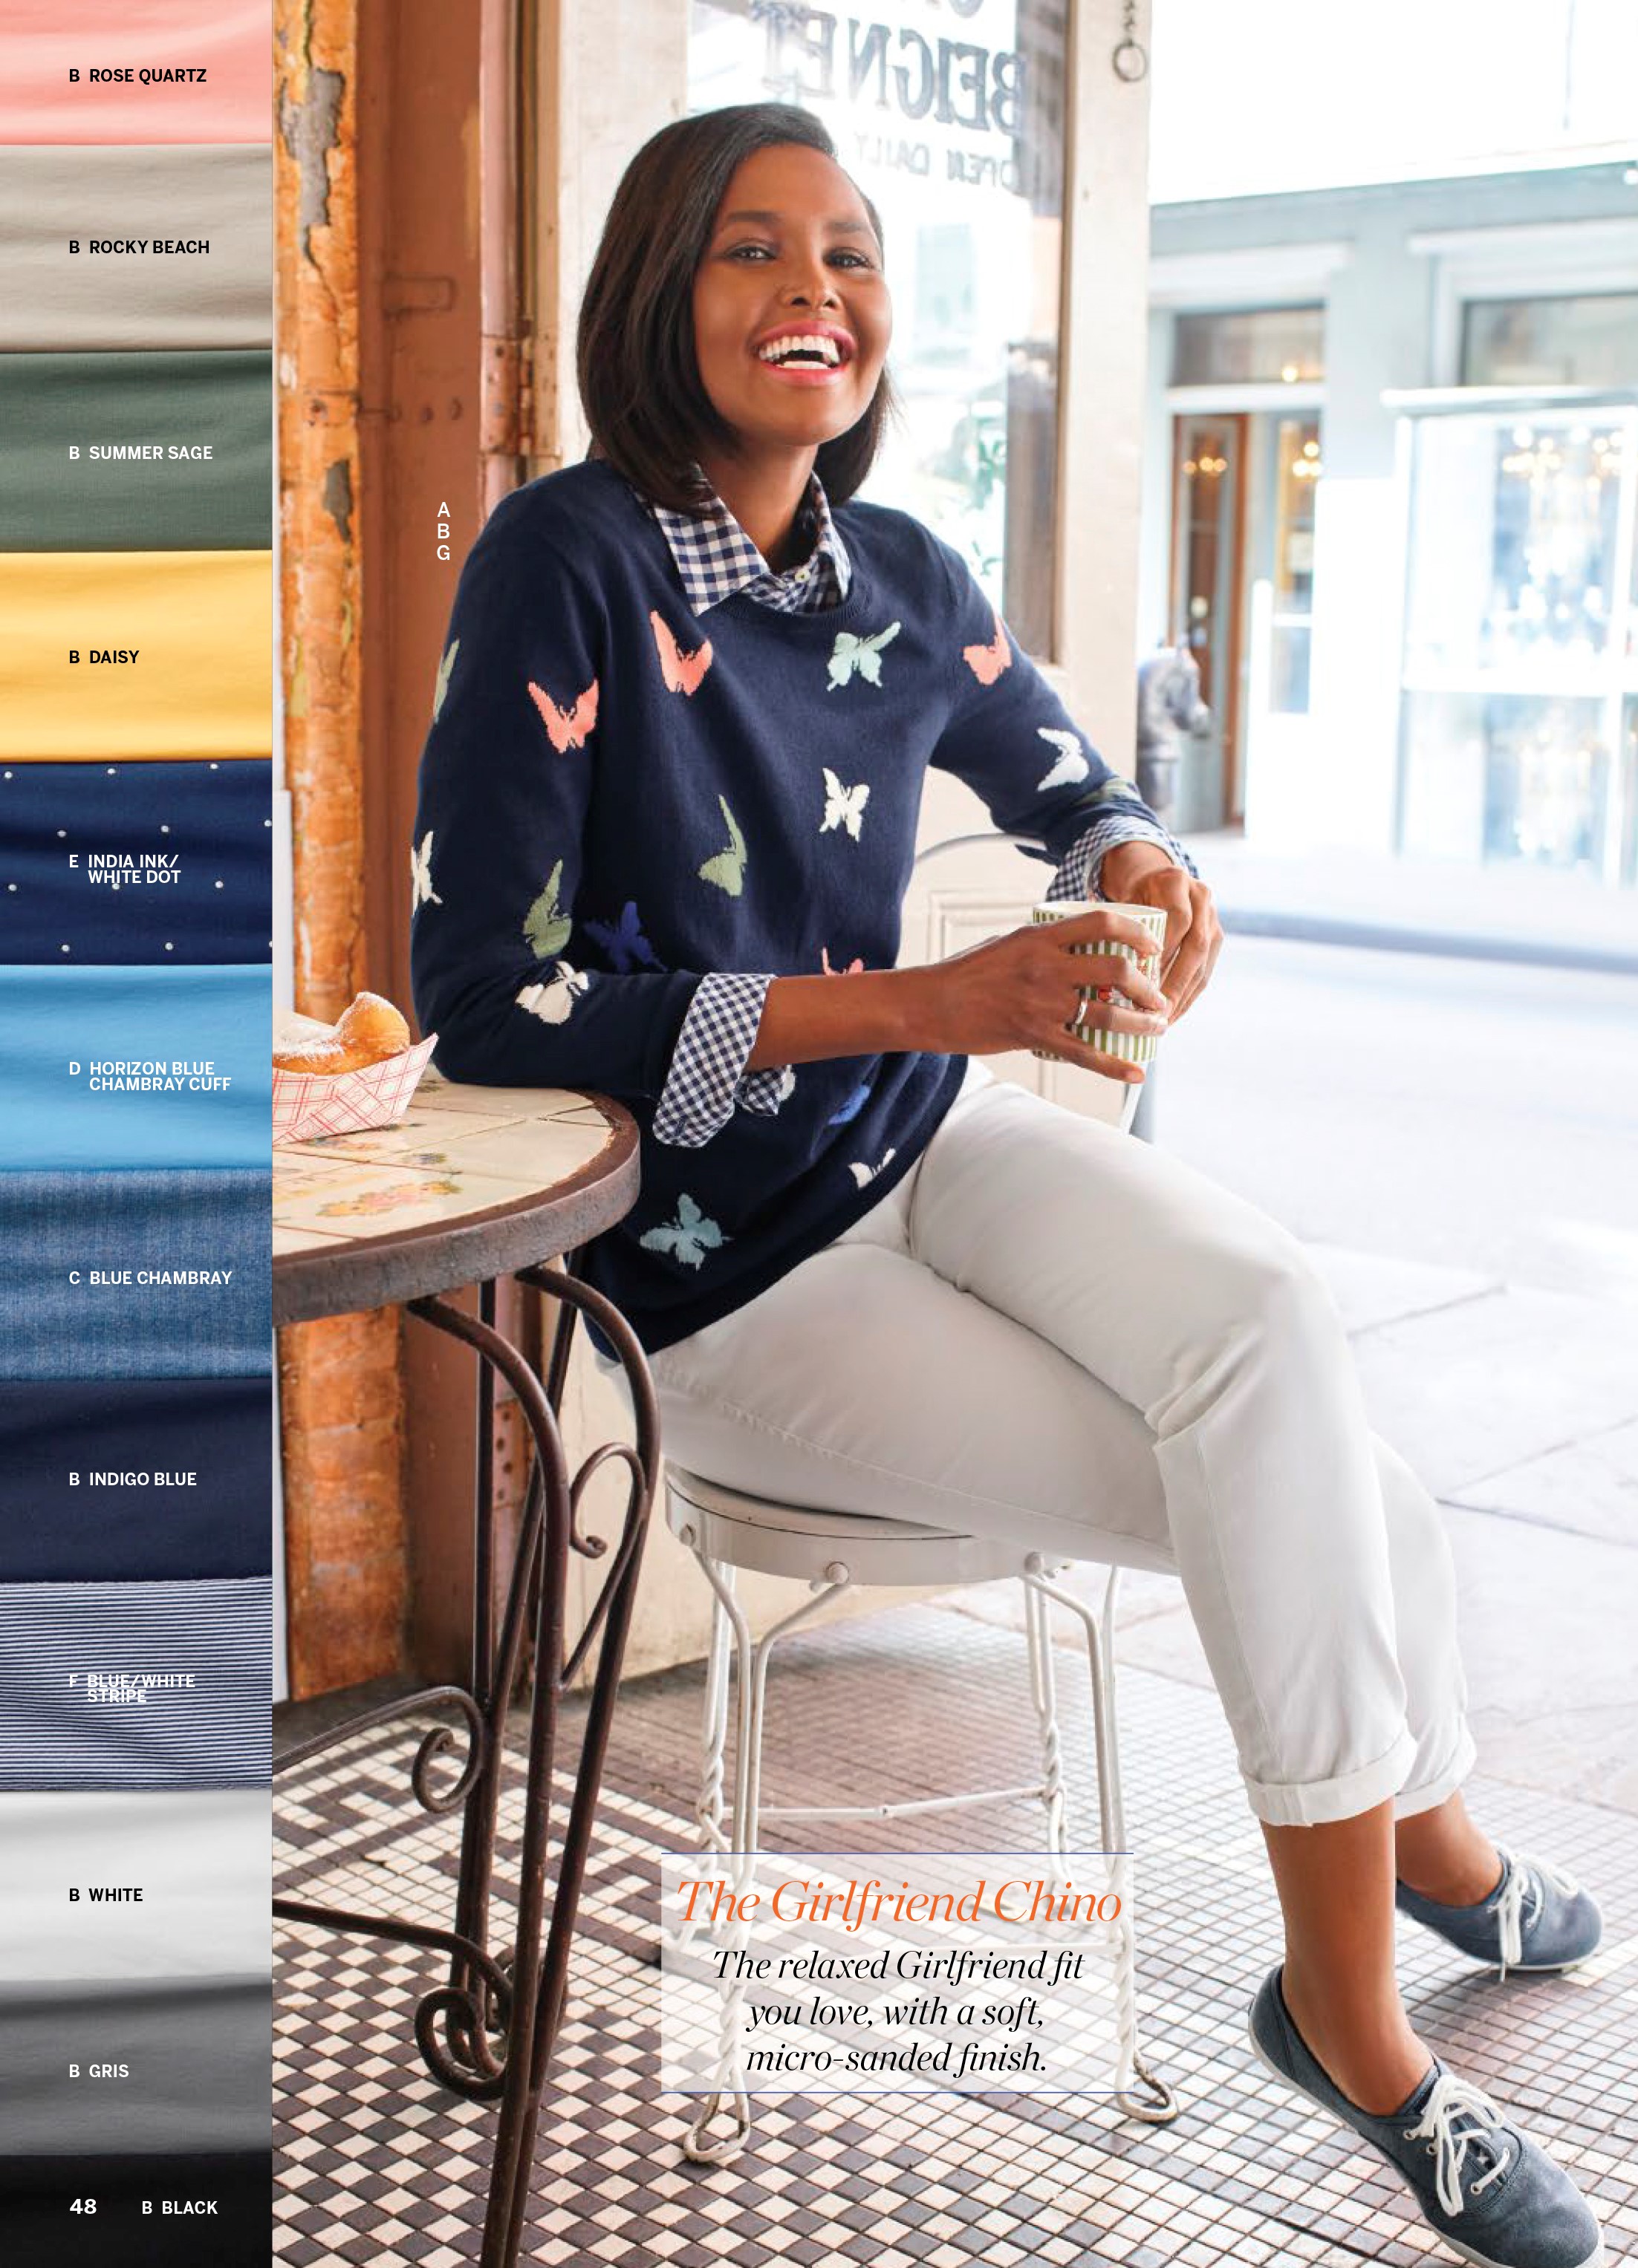 B ROSE QUARTZ
B ROCKY BEACH
B SUMMER SAGE
B DAISY
E INDIA INK/
WHITE DOT
D HORIZON BLUE
CHAMBRAY CUFF
C BLUE CHAMBRAY
B INDIGO BLUE
F BLUE/WHITE
STRIPE
B WHITE
B GRIS
48 B BLACK
BEIGNET
OPEN DAILY
A
B
G
The Girlfriend Chino
The relaxed Girlfriend fit
you love, with a soft,
micro-sanded finish.